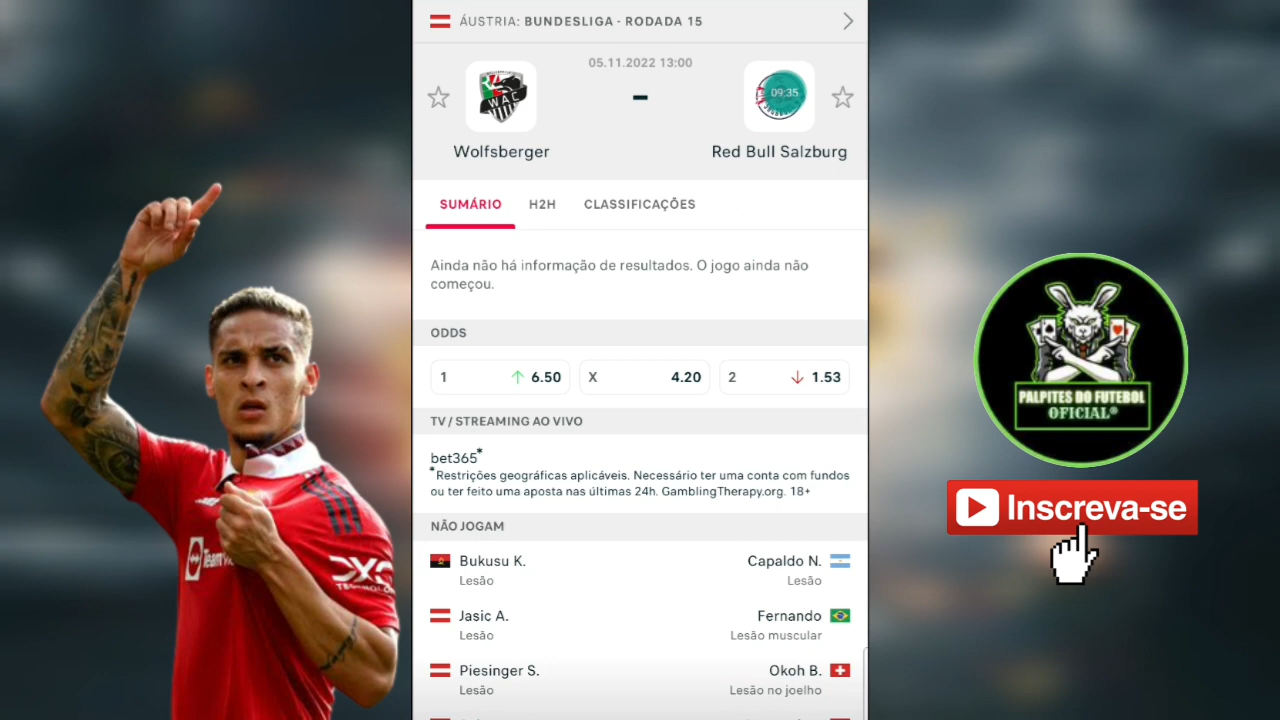 ÁUSTRIA: BUNDESLIGA - RODADA 15
05.11.2022 13:00
WAC
09:35
Wolfsberger
Red Bull Salzburg
SUMÁRIO H2H CLASSIFICAÇÕES
Ainda não há informação de resultados. O jogo ainda não
começou.
ODDS
1 6.50 X 4.20 2 1.53
TV / STREAMING AO VIVO
bet365*
*Restrições geográficas aplicáveis. Necessário ter uma conta com fundos
ou ter feito uma aposta nas últimas 24h. GamblingTherapy.org. 18+
NÃO JOGAM
Bukusu K. Capaldo N.
Lesão Lesão
Jasic A. Fernando
Lesão Lesão muscular
Piesinger S. Okoh B.
Lesão Lesão no joelho
PALPITES DO FUTEBOL
OFICIAL®
Inscreva-se
Team
DXC